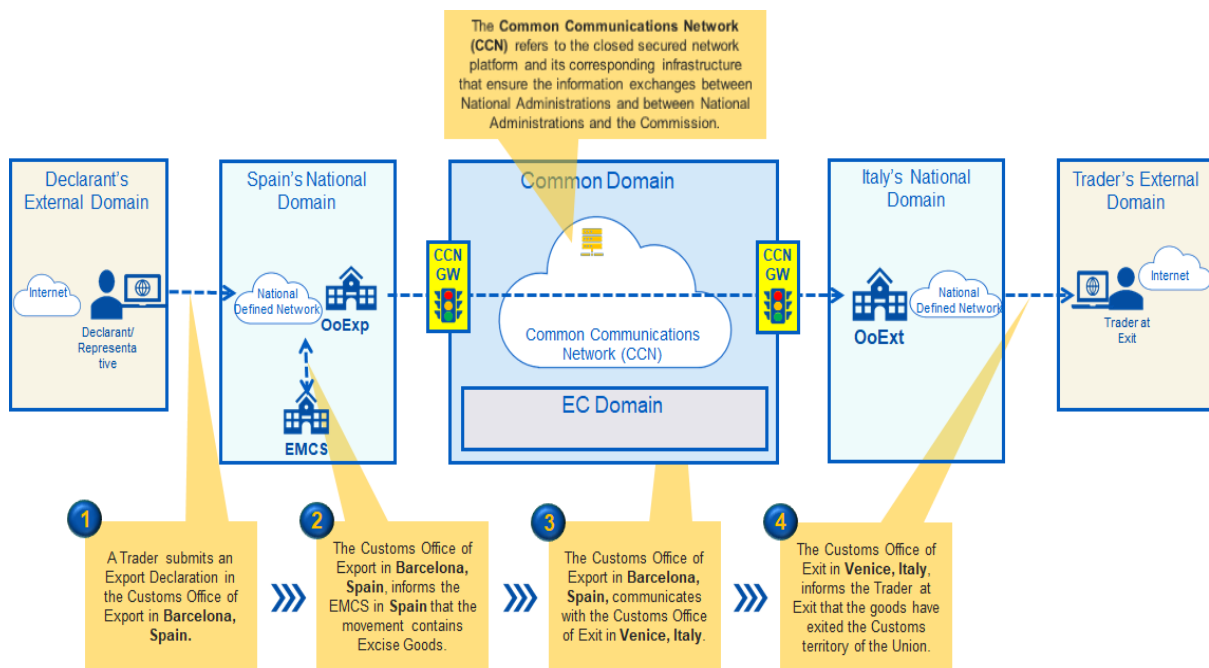 The Common Communications Network
(CCN) refers to the closed secured network
platform and its corresponding infrastructure
that ensure the information exchanges between
National Administrations and between National
Administrations and the Commission.
Declarant's
External Domain
Internet
Declarant/
Representa
tive
Spain's National
Domain
National
Defined Network
OoExp
EMCS
Common Domain
CCN
GW
Common Communications
Network (CCN)
EC Domain
CCN
GW
Italy's National
Domain
OoExt
National
Defined Network
Trader's External
Domain
Internet
Trader at
Exit
1
A Trader submits an
Export Declaration in
the Customs Office of
Export in Barcelona,
Spain.
2
The Customs Office of
Export in Barcelona,
Spain, informs the
EMCS in Spain that the
movement contains
Excise Goods.
3
The Customs Office of
Export in Barcelona,
Spain, communicates
with the Customs Office
of Exit in Venice, Italy.
4
The Customs Office of
Exit in Venice, Italy,
informs the Trader at
Exit that the goods have
exited the Customs
territory of the Union.